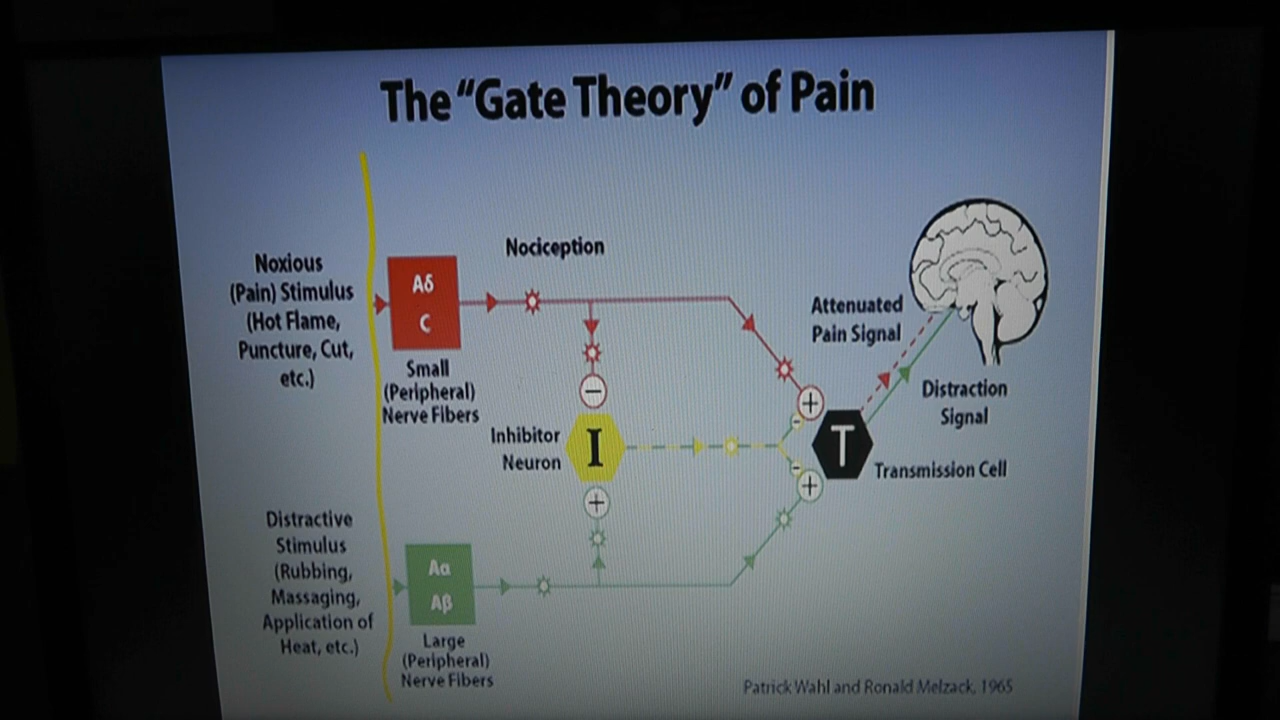 The "Gate Theory" of Pain
Nociception
Noxious
(Pain) Stimulus
(Hot Flame,
Puncture, Cut,
etc.)
Aδ
C
Small
(Peripheral)
Nerve Fibers
Attenuated
Pain Signal
Distraction
Signal
Inhibitor
Neuron
I
T
Transmission Cell
Distractive
Stimulus
(Rubbing,
Massaging,
Application of
Heat, etc.)
Aα
Aβ
Large
(Peripheral)
Nerve Fibers
Patrick Wahl and Ronald Melzack, 1965